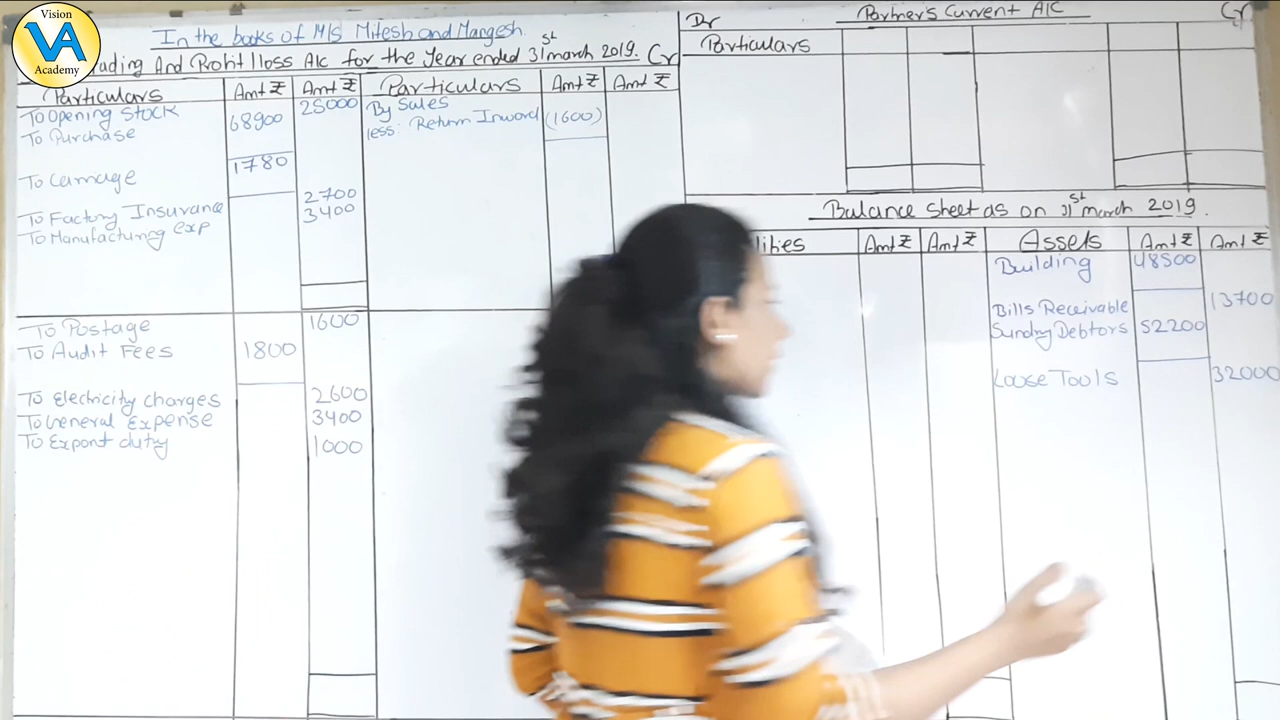 Vision
VA
Academy
In the books of M/s Mitesh and Mangesh.
rading And Profit / loss A/c for the Year ended 31st march 2019. Cr
Particulars Amt ₹ Amt ₹ Particulars Amt ₹ Amt ₹
To Opening Stock 25000 By Sales
To Purchase 68900 less: Return Inword (1600)
1780
To Carriage
2700
To Factory Insurance 3400
To Manufacturing exp
To Postage 1600
To Audit Fees 1800
To Electricity charges 2600
To General Expense 3400
To Export duty 1000
Dr Partner's Current A/C Cr
Particulars
Balance Sheet as on 31st march 2019.
lities Amt ₹ Amt ₹ Assets Amt ₹ Amt ₹
Building 48500
Bills Receivable 13700
Sundry Debtors 52200
Loose Tools 32000